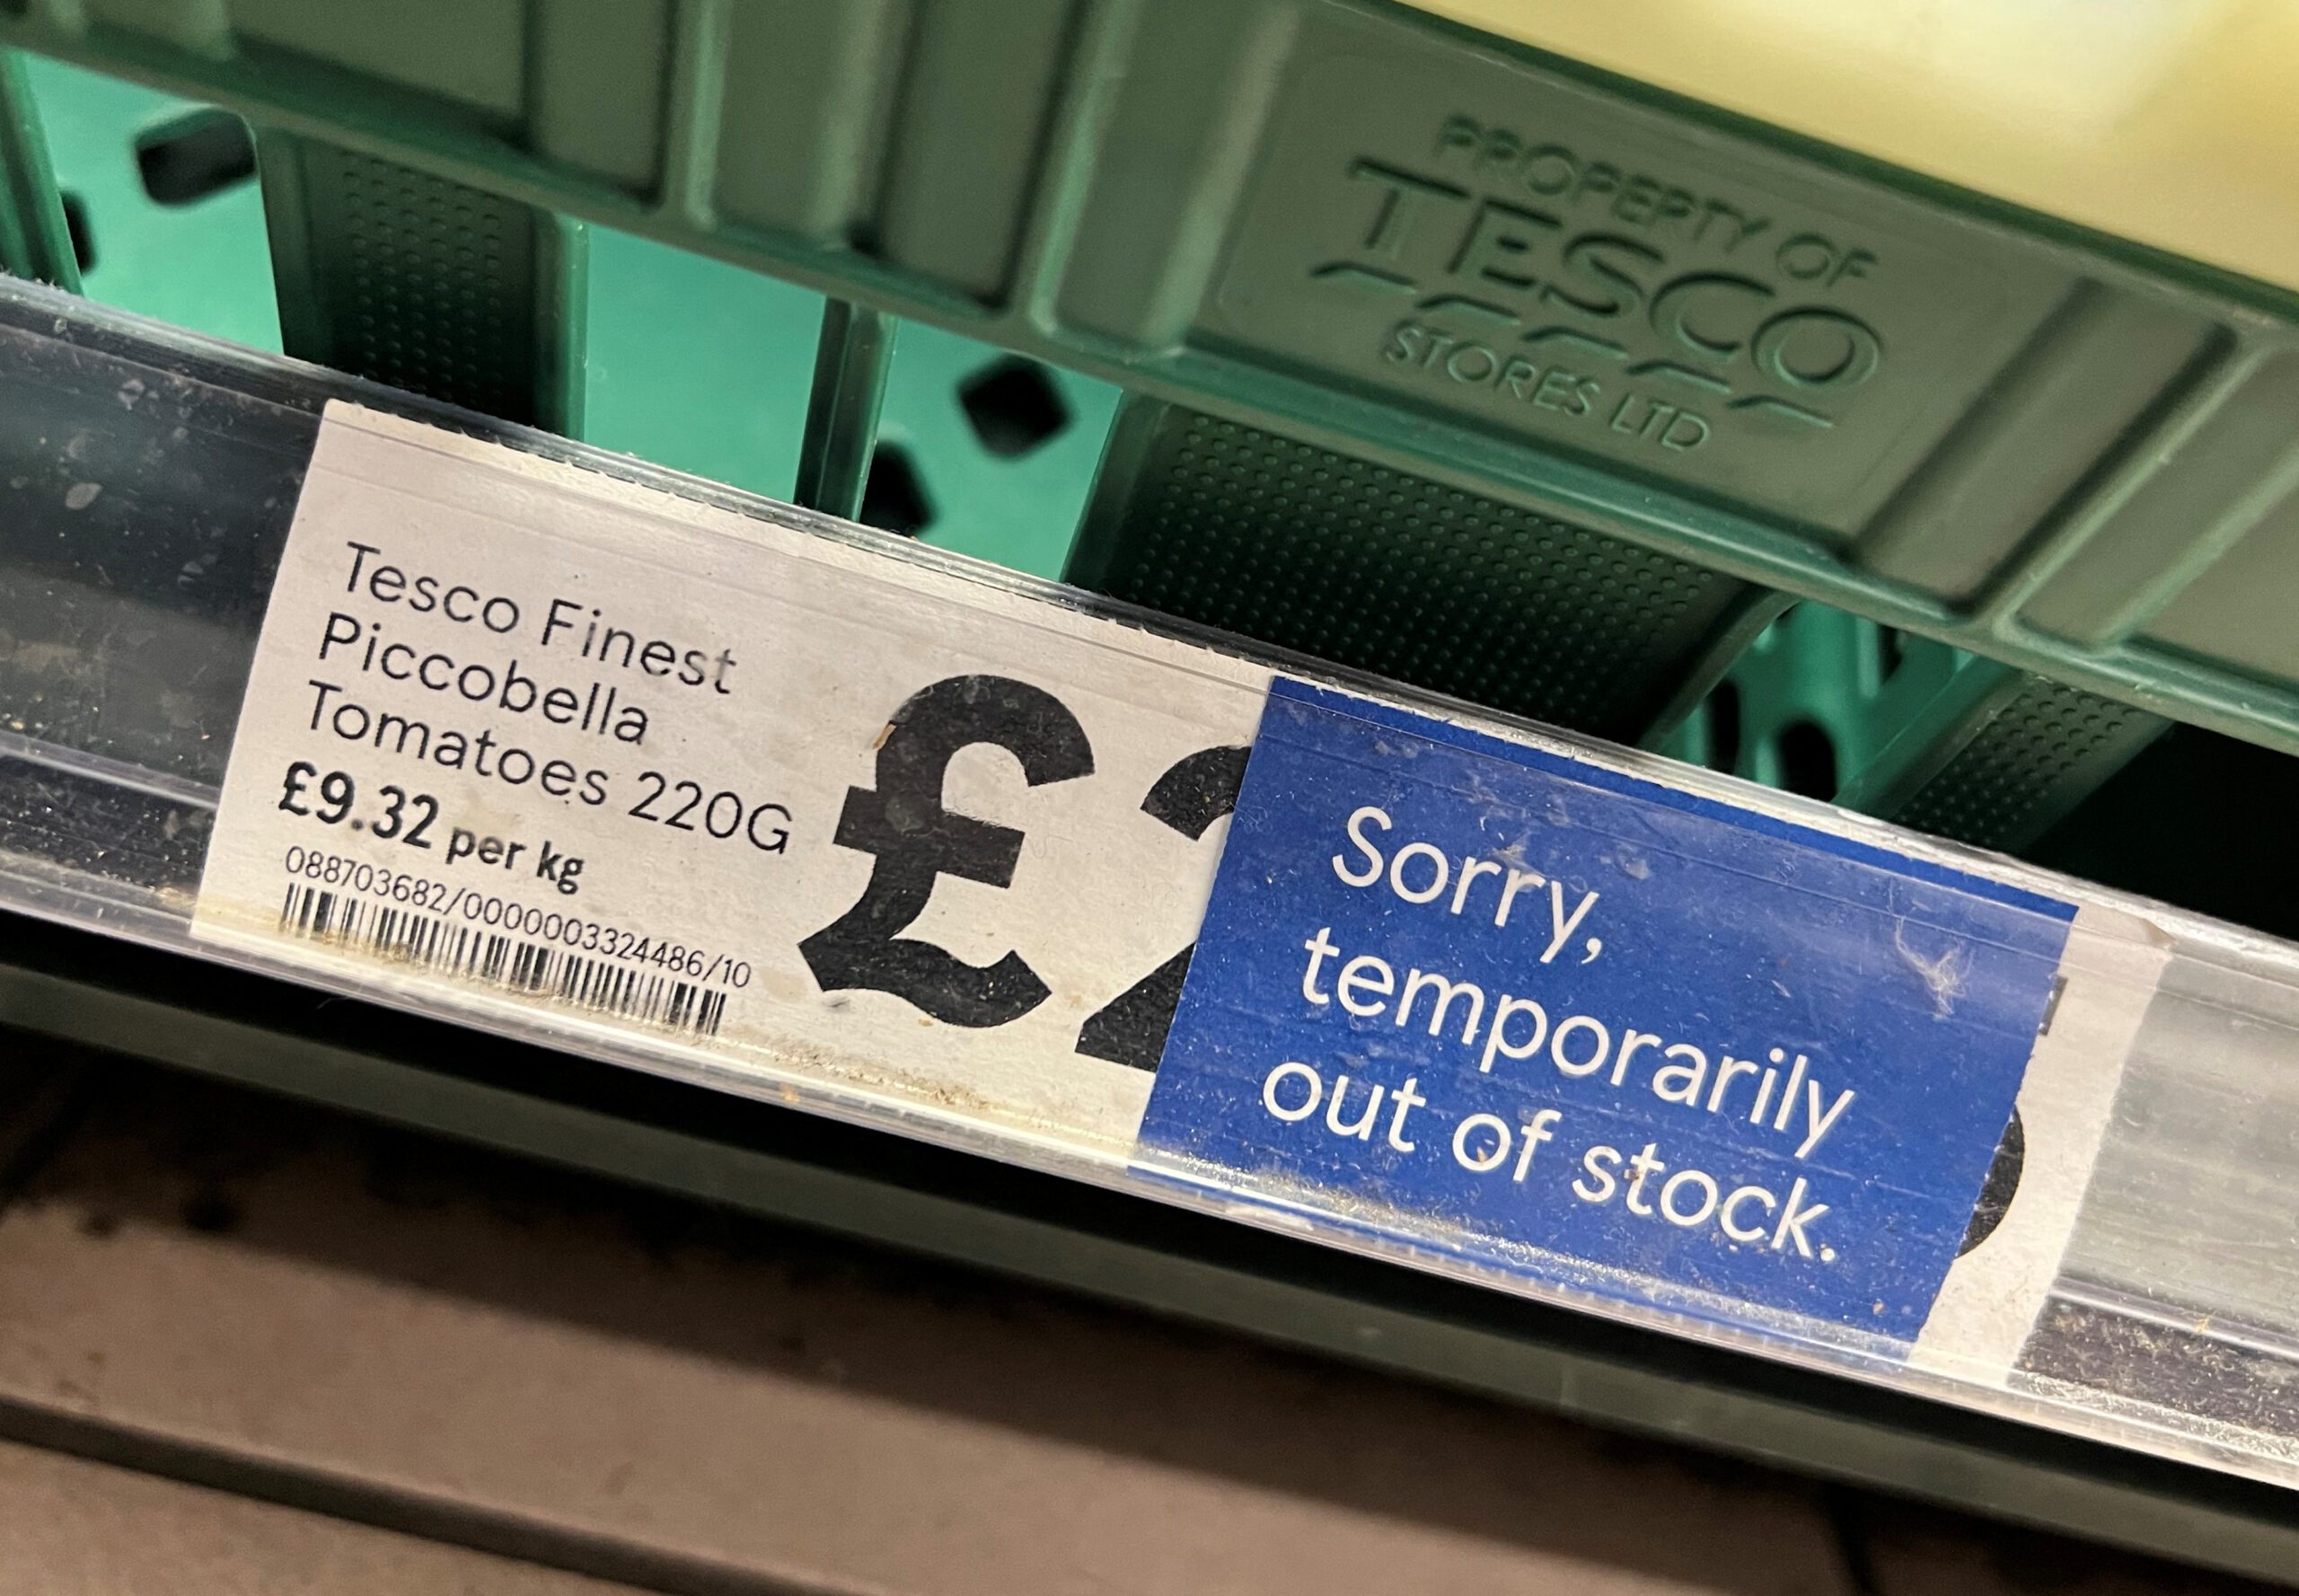 PROPERTY OF
TESCO
STORES LTD
Tesco Finest
Piccobella
Tomatoes 220G
£9.32 per kg
088703682/0000003324486/10
£2
Sorry,
temporarily
out of stock.